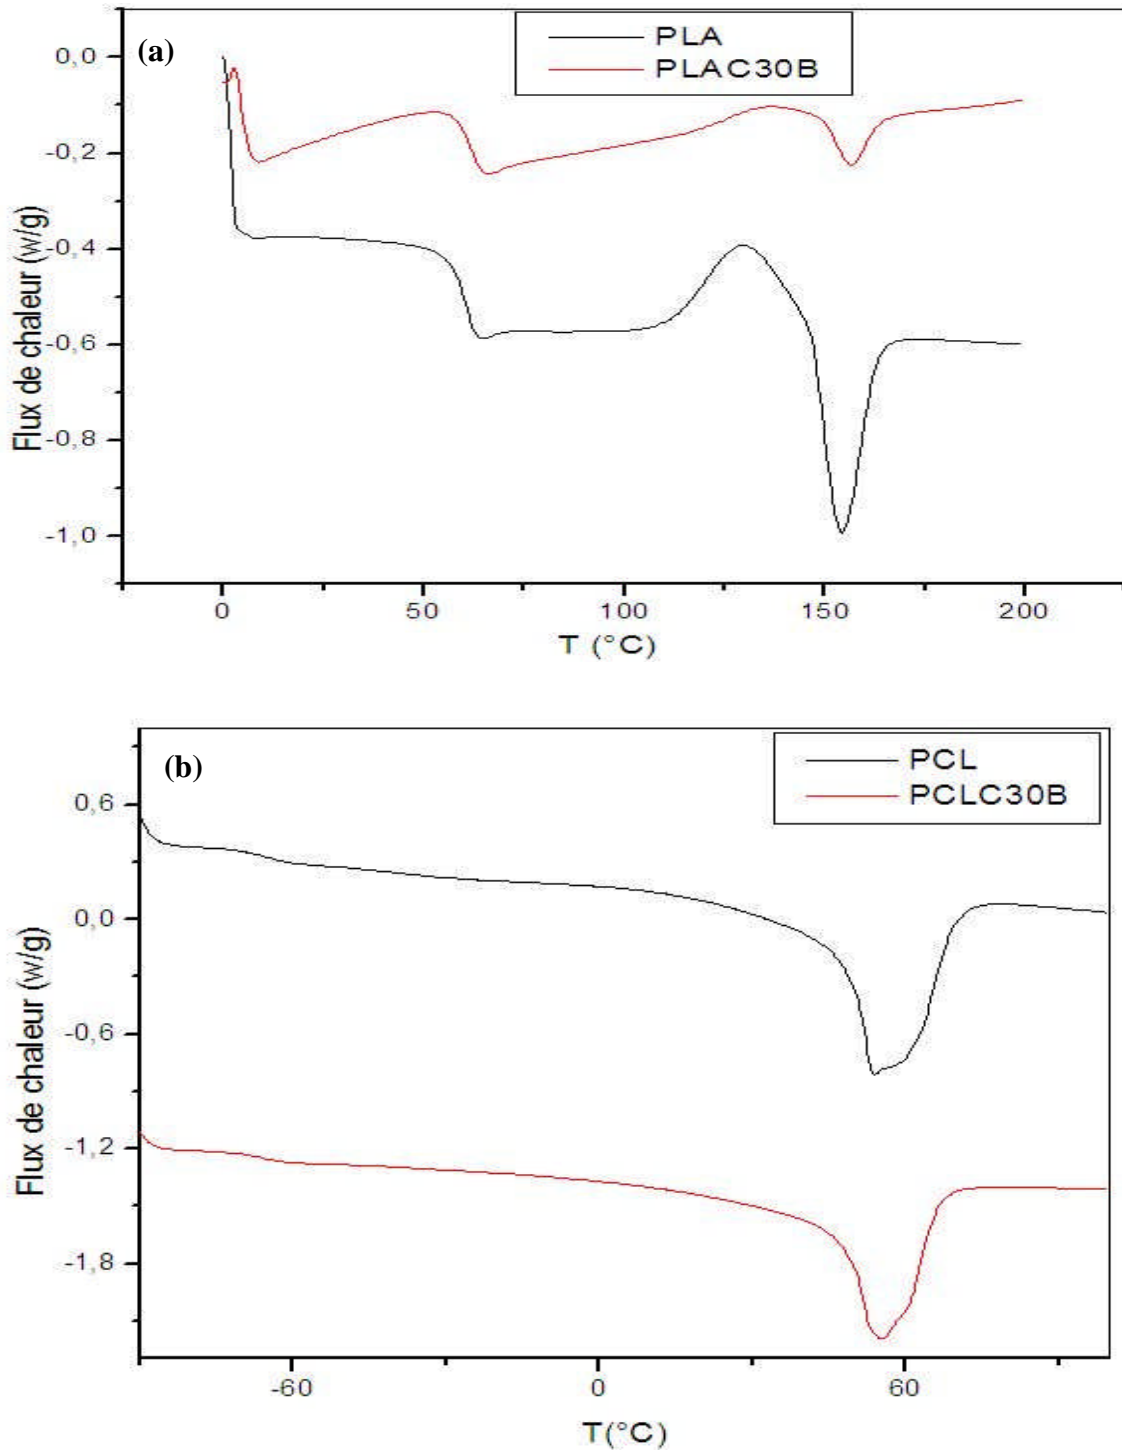 (a)
PLA
PLAC30B
0,0
-0,2
-0,4
-0,6
-0,8
-1,0
Flux de chaleur (w/g)
0 50 100 150 200
T (°C)
(b)
PCL
PCLC30B
0,6
0,0
-0,6
-1,2
-1,8
Flux de chaleur (w/g)
-60 0 60
T(°C)